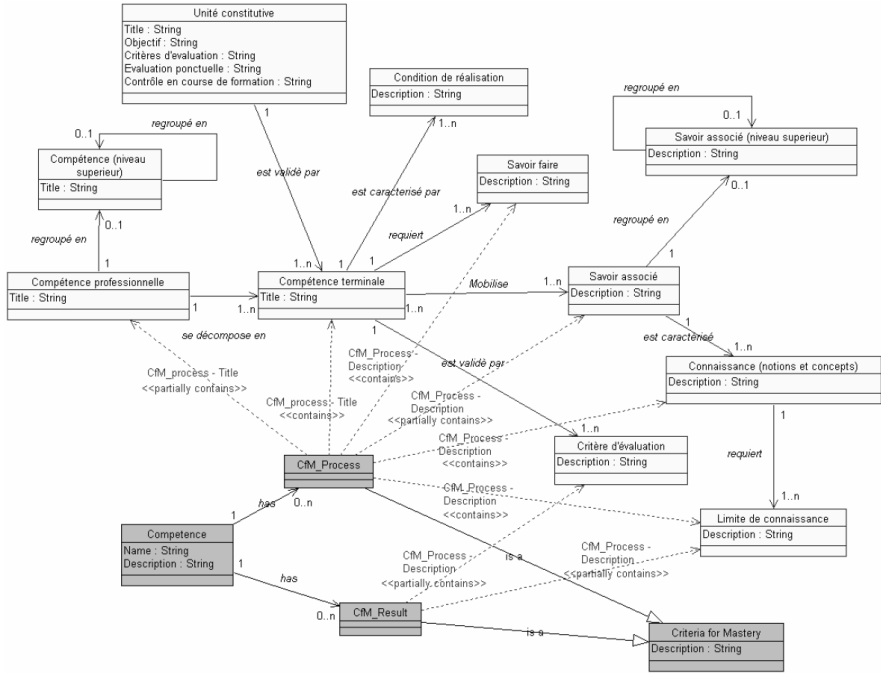 Unité constitutive
Title : String
Objectif : String
Critères d'evaluation : String
Evaluation ponctuelle : String
Contrôle en course de formation : String
1
Condition de réalisation
Description : String
1..n
regroupé en
0..1
Savoir associé (niveau superieur)
Description : String
0..1
regroupé en
0..1
Compétence (niveau
superieur)
Title : String
0..1
est validé par
est caracterisé par
Savoir faire
Description : String
1..n
requiert
regroupé en
regroupé en
1
1..n
1
1
1..n
1
Compétence professionnelle
Title : String
1
1..n
se décompose en
Compétence terminale
Title : String
1..n
1
Mobilise
Savoir associé
Description : String
1
est caractérisé
1..n
CfM_process - Title
<<partially contains>>
CfM_process - Title
<<contains>>
CfM_Process -
Description
<<contains>>
est validé par
CfM_Process -
Description
<<partially contains>>
Connaissance (notions et concepts)
Description : String
1
requiert
1..n
CfM_Process -
Description
<<contains>>
1..n
Critère d'évaluation
Description : String
CfM_Process
CfM_Process -
Description
<<contains>>
has
1
0..n
Limite de connaissance
Description : String
Competence
Name : String
Description : String
1
has
0..n
CfM_Process -
Description
<<partially contains>>
is a
CfM_Process -
Description
<<partially contains>>
CfM_Result
is a
Criteria for Mastery
Description : String